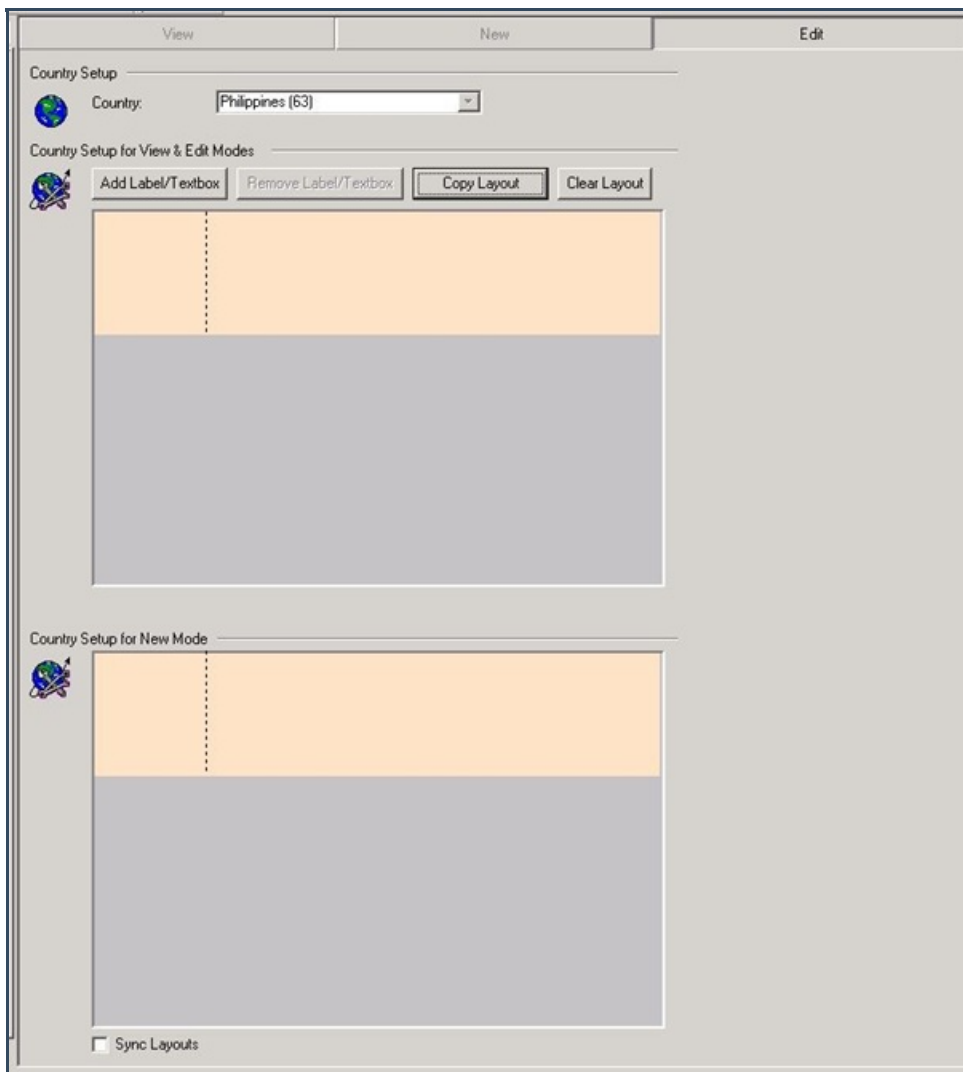 View New Edit
Country Setup
Country: Philippines (63)
Country Setup for View & Edit Modes
Add Label/Textbox Remove Label/Textbox Copy Layout Clear Layout
Country Setup for New Mode
Sync Layouts